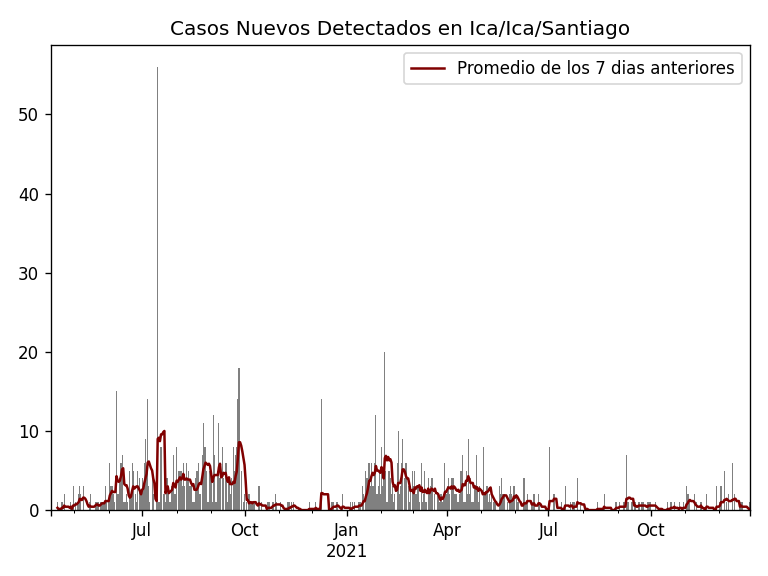 Casos Nuevos Detectados en Ica/Ica/Santiago
Promedio de los 7 dias anteriores
50
40
30
20
10
0
Jul
Oct
Jan
2021
Apr
Jul
Oct